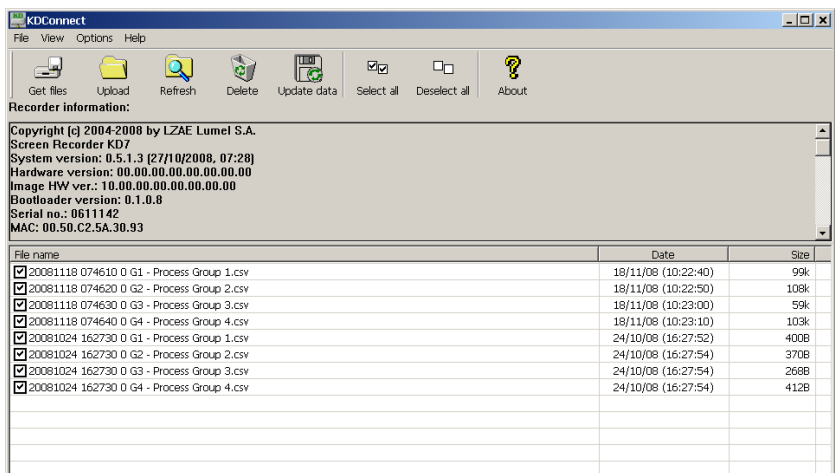 KDConnect
File View Options Help
Get files Upload Refresh Delete Update data Select all Deselect all About
Recorder information:
Copyright (c) 2004-2008 by LZAE Lumel S.A.
Screen Recorder KD7
System version: 0.5.1.3 (27/10/2008, 07:28)
Hardware version: 00.00.00.00.00.00.00.00
Image HW ver.: 10.00.00.00.00.00.00.00
Bootloader version: 0.1.0.8
Serial no.: 0611142
MAC: 00.50.C2.5A.30.93
File name Date Size
20081118 074610 0 G1 - Process Group 1.csv 18/11/08 (10:22:40) 99k
20081118 074620 0 G2 - Process Group 2.csv 18/11/08 (10:22:50) 108k
20081118 074630 0 G3 - Process Group 3.csv 18/11/08 (10:23:00) 59k
20081118 074640 0 G4 - Process Group 4.csv 18/11/08 (10:23:10) 103k
20081024 162730 0 G1 - Process Group 1.csv 24/10/08 (16:27:52) 400B
20081024 162730 0 G2 - Process Group 2.csv 24/10/08 (16:27:54) 370B
20081024 162730 0 G3 - Process Group 3.csv 24/10/08 (16:27:54) 268B
20081024 162730 0 G4 - Process Group 4.csv 24/10/08 (16:27:54) 412B